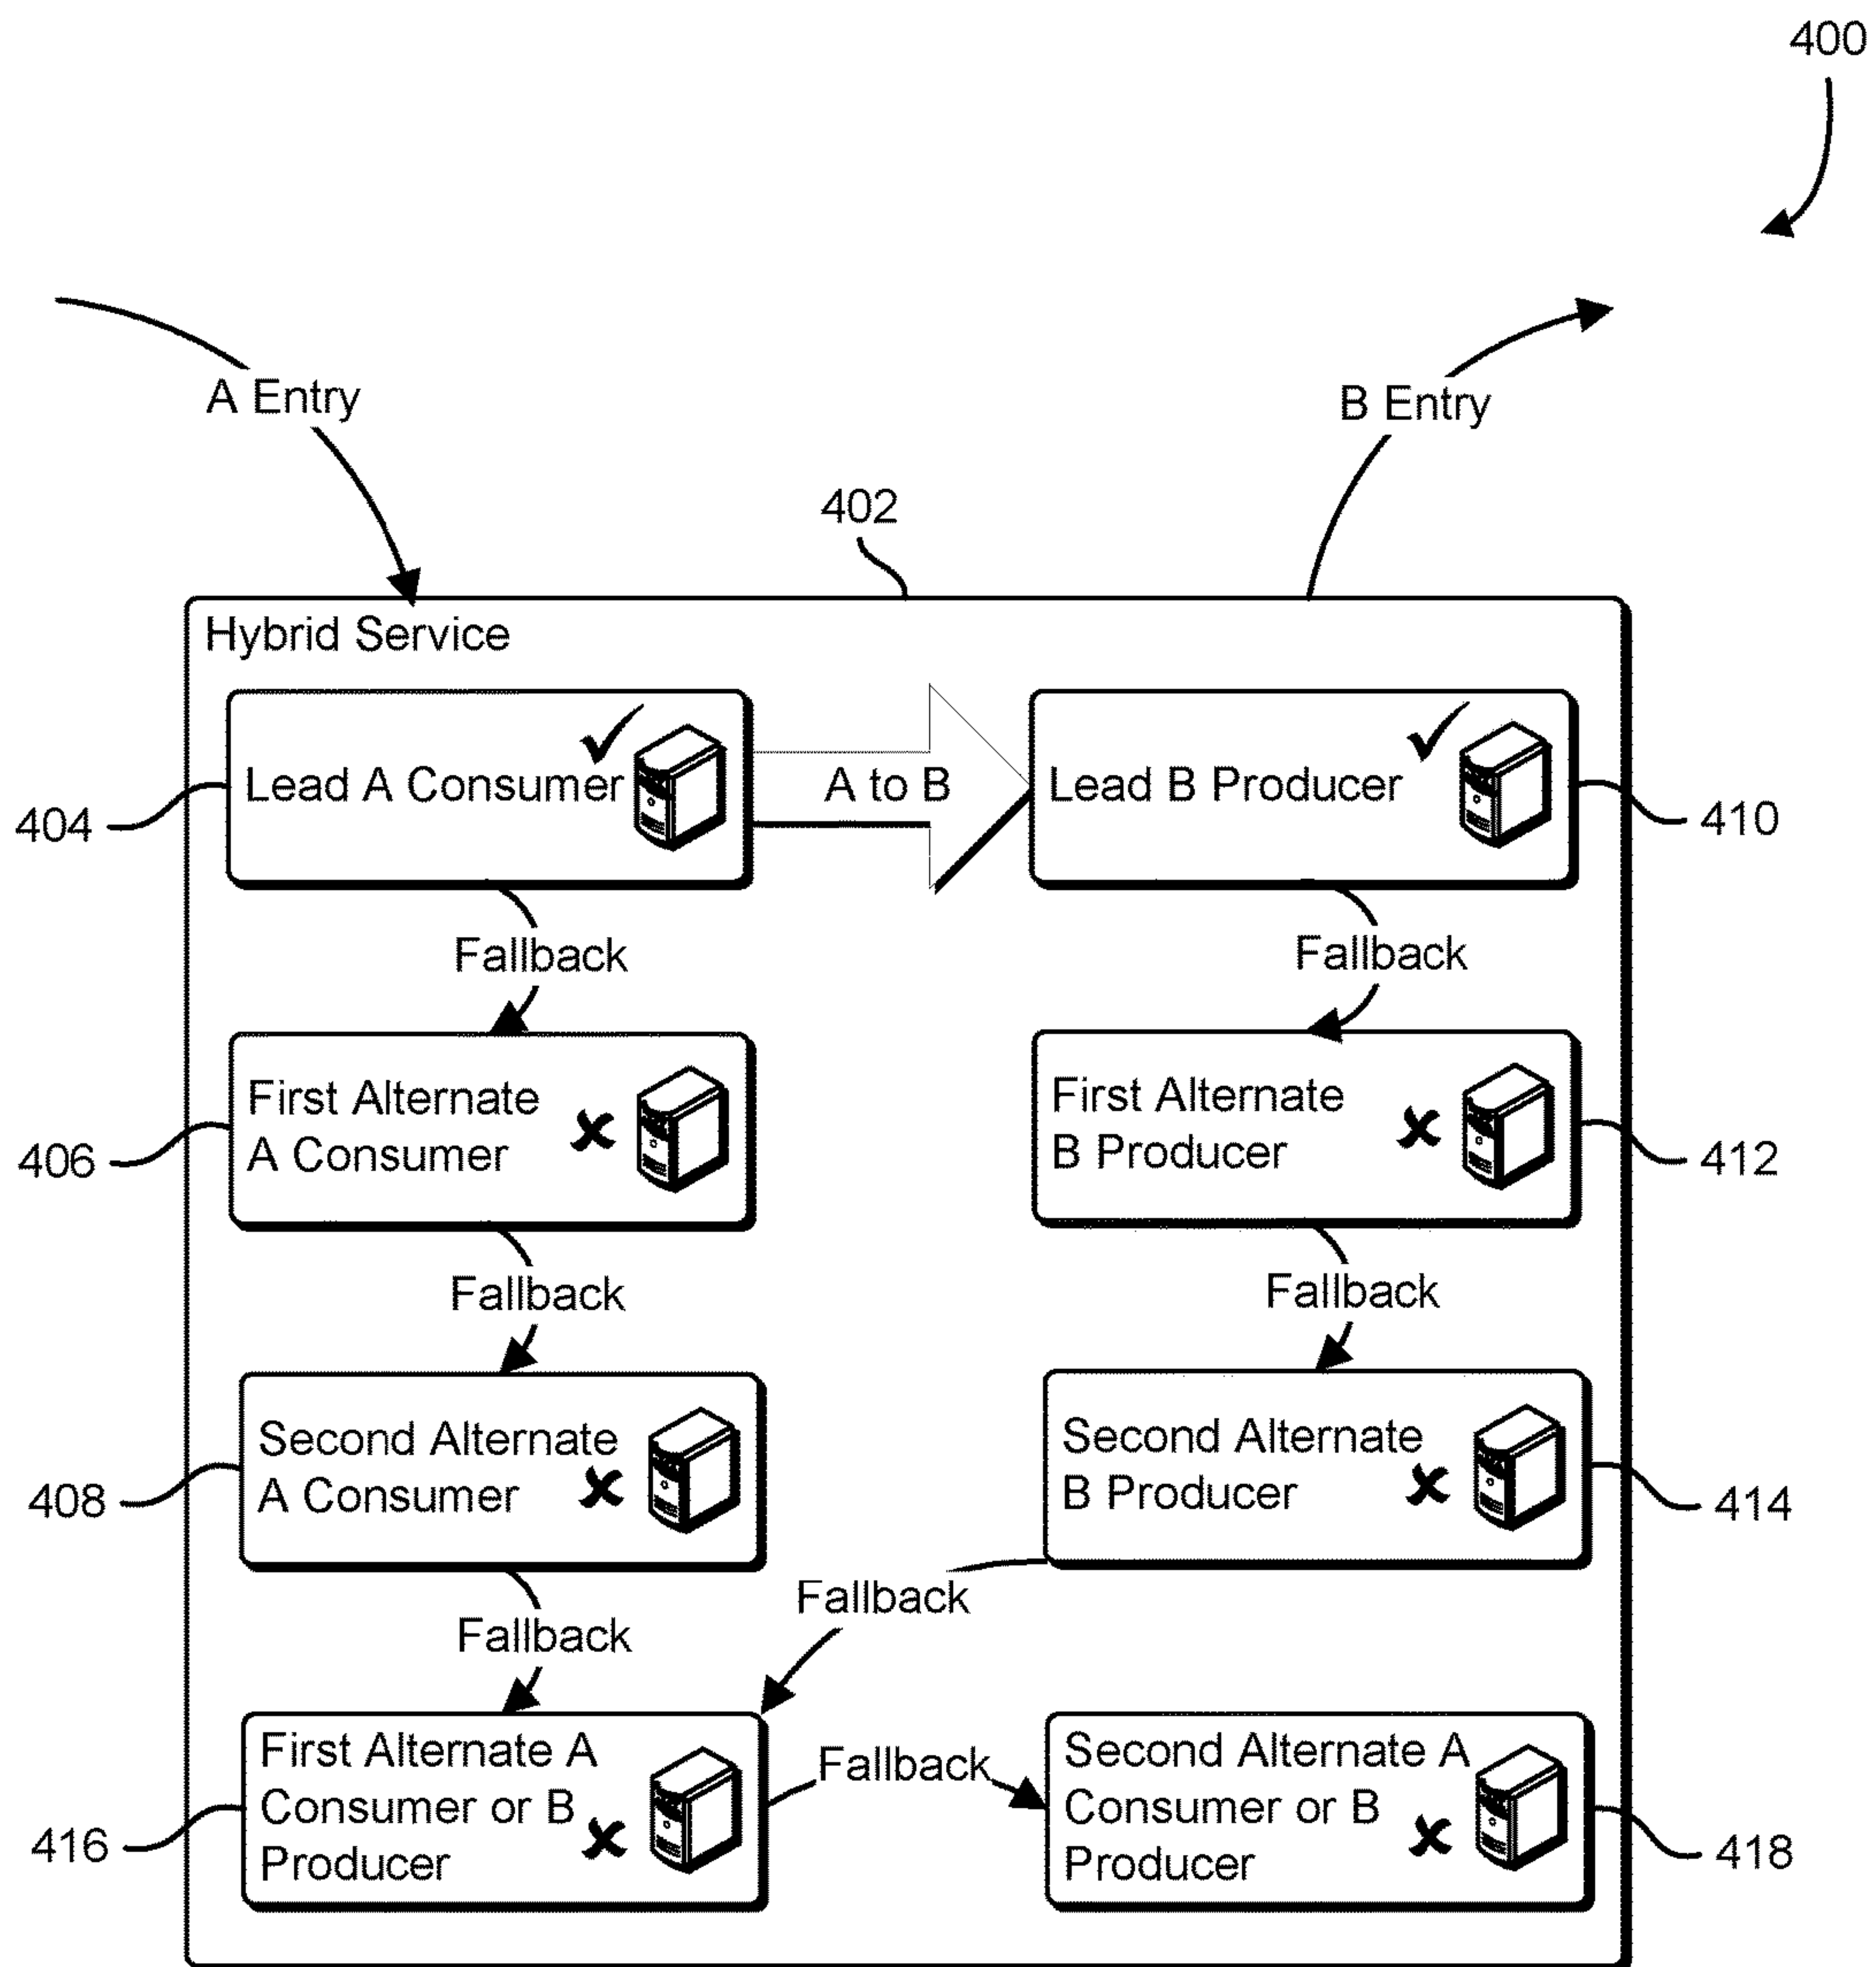 400
A Entry
B Entry
402
Hybrid Service
Lead A Consumer
A to B
Lead B Producer
404
410
Fallback
Fallback
First Alternate
A Consumer
First Alternate
B Producer
406
412
Fallback
Fallback
Second Alternate
A Consumer
Second Alternate
B Producer
408
414
Fallback
Fallback
First Alternate A
Consumer or B
Producer
Fallback
Second Alternate A
Consumer or B
Producer
416
418